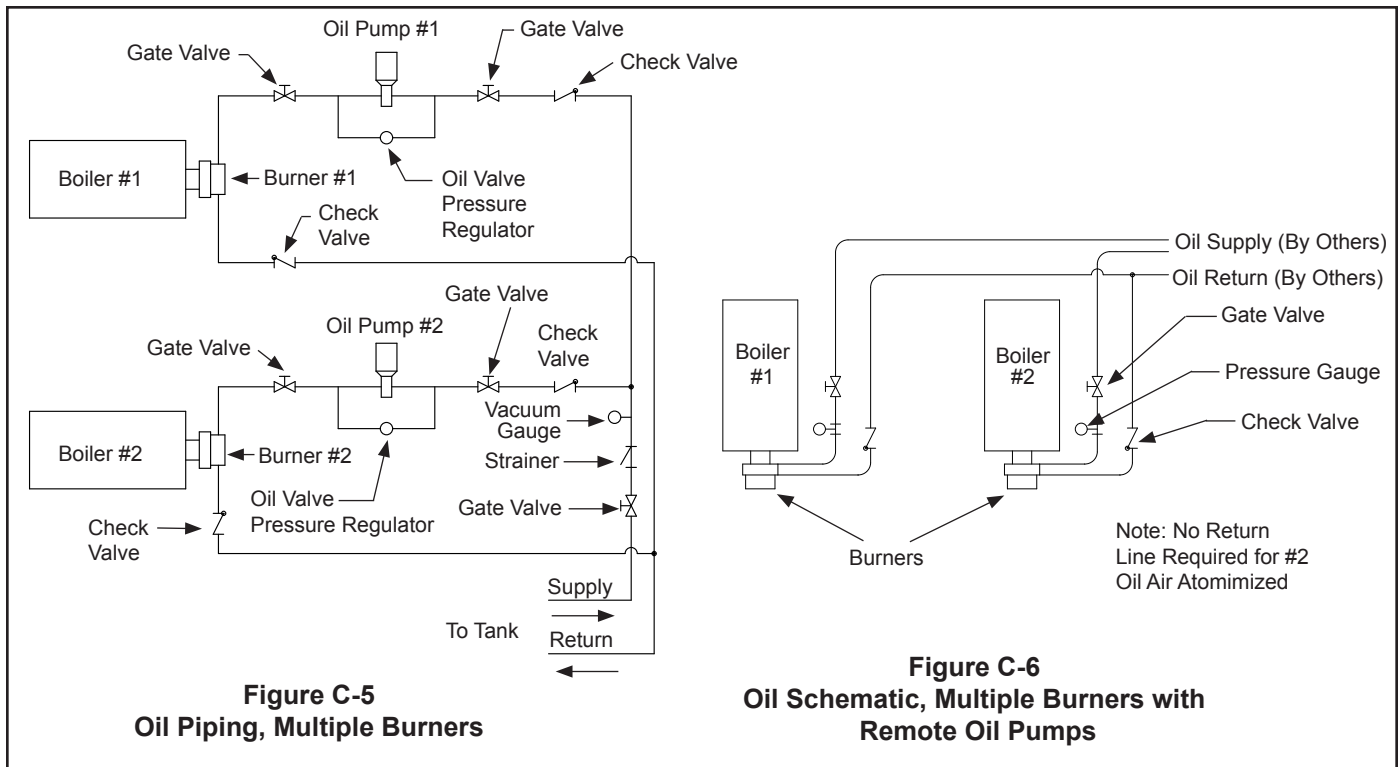 Oil Pump #1
Gate Valve
Gate Valve
Check Valve
Boiler #1
Burner #1
Oil Valve
Pressure
Regulator
Check
Valve
Gate Valve
Oil Pump #2
Gate Valve
Check
Valve
Vacuum
Gauge
Boiler #2
Burner #2
Strainer
Oil Valve
Pressure Regulator
Gate Valve
Check
Valve
Supply
To Tank
Return
Figure C-5
Oil Piping, Multiple Burners
Oil Supply (By Others)
Oil Return (By Others)
Gate Valve
Boiler
#1
Boiler
#2
Pressure Gauge
Check Valve
Burners
Note: No Return
Line Required for #2
Oil Air Atomimized
Figure C-6
Oil Schematic, Multiple Burners with
Remote Oil Pumps